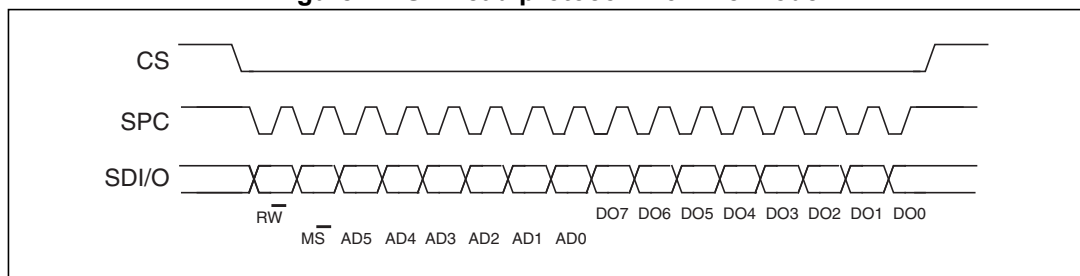 CS
SPC
SDI/O
RW
DO7 DO6 DO5 DO4 DO3 DO2 DO1 DO0
MS AD5 AD4 AD3 AD2 AD1 AD0